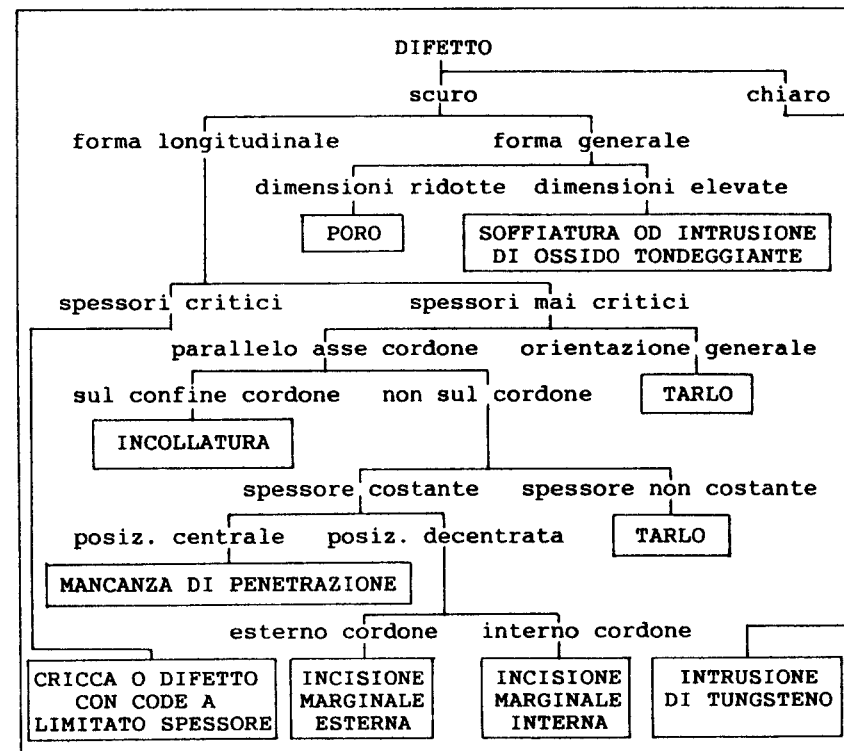 DIFETTO
scuro chiaro
forma longitudinale forma generale
dimensioni ridotte dimensioni elevate
PORO
SOFFIATURA OD INTRUSIONE
DI OSSIDO TONDEGGIANTE
spessori critici spessori mai critici
parallelo asse cordone orientazione generale
sul confine cordone non sul cordone
TARLO
INCOLLATURA
spessore costante spessore non costante
posiz. centrale posiz. decentrata
TARLO
MANCANZA DI PENETRAZIONE
esterno cordone interno cordone
CRICCA O DIFETTO
CON CODE A
LIMITATO SPESSORE
INCISIONE
MARGINALE
ESTERNA
INCISIONE
MARGINALE
INTERNA
INTRUSIONE
DI TUNGSTENO